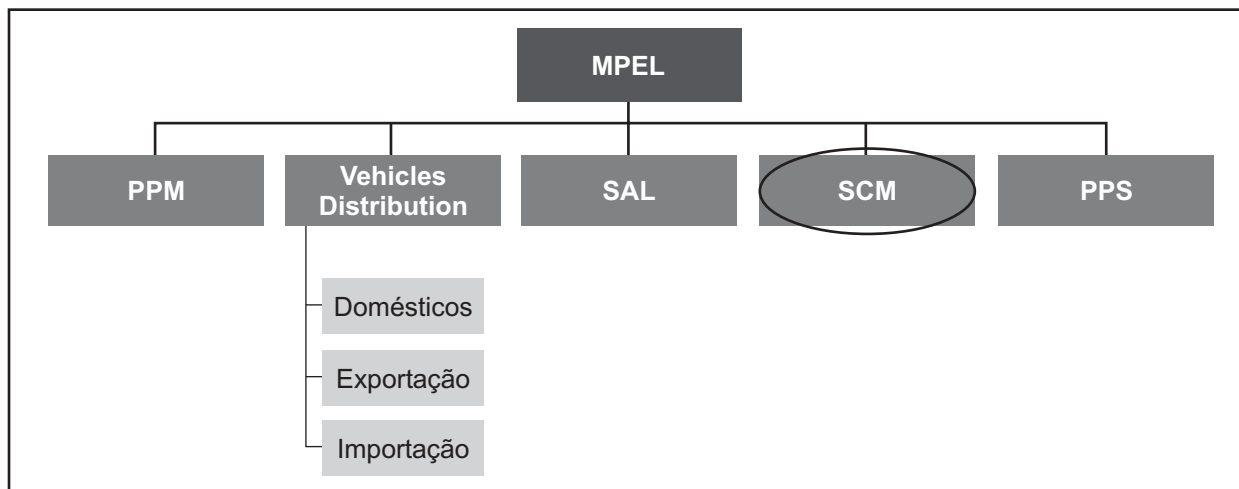 MPEL
PPM
Vehicles
Distribution
SAL
SCM
PPS
Domésticos
Exportação
Importação